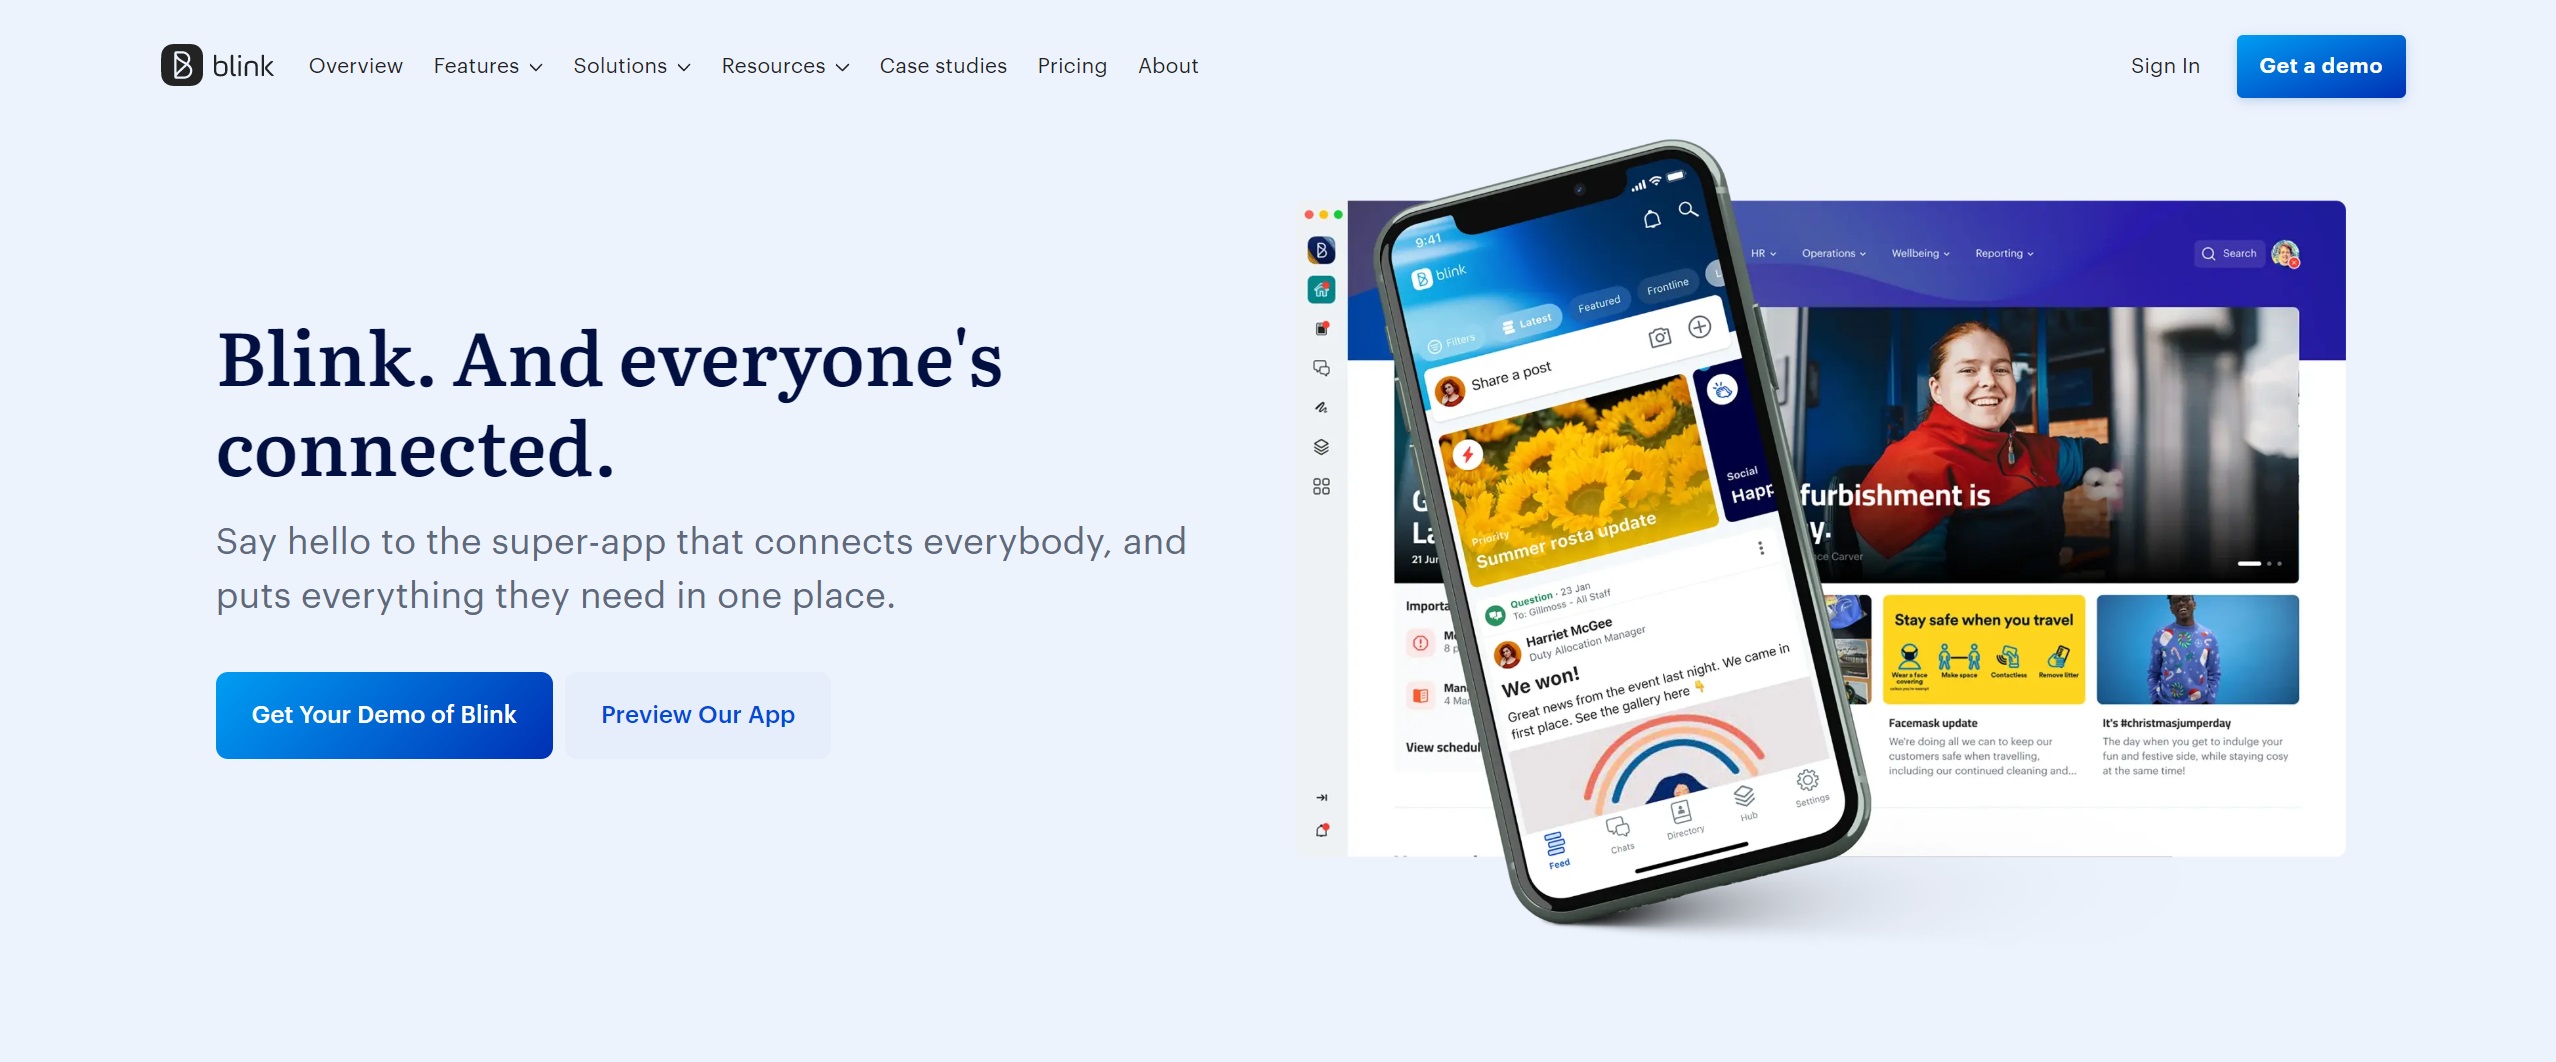 blink
Overview
Features
Solutions
Resources
Case studies
Pricing
About
Sign In
Get a demo
Blink. And everyone's
connected.
Say hello to the super-app that connects everybody, and
puts everything they need in one place.
Get Your Demo of Blink
Preview Our App
9:41
blink
Filters
Latest
Featured
Frontline
Share a post
Priority
Summer rosta update
Social
Question · 23 Jan
To: Gillmoss - All Staff
Harriet McGee
Duty Allocation Manager
We won!
Great news from the event last night. We came in
first place. See the gallery here 👇
Feed
Chats
Directory
Hub
Settings
HR
Operations
Wellbeing
Reporting
Search
furbishment is
y.
Carver
21 Jun
View
Stay safe when you travel
Wear a face
covering
Make space
Contactless
Remove litter
Facemask update
We're doing all we can to keep our
customers safe when travelling,
including our continued cleaning and...
It's #christmasjumperday
The day when you get to indulge your
fun and festive side, while staying cosy
at the same time!